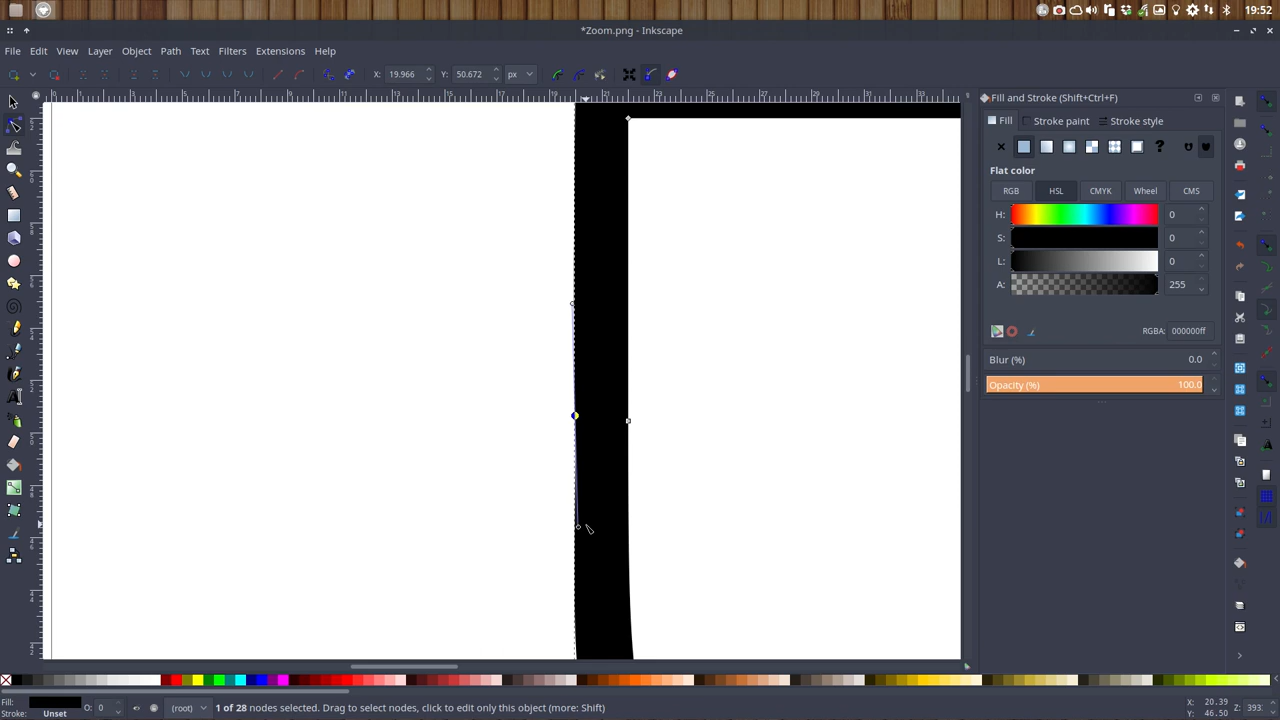 19:52
*Zoom.png - Inkscape
File Edit View Layer Object Path Text Filters Extensions Help
X: 19.966 Y: 50.672 px
Fill and Stroke (Shift+Ctrl+F)
Fill Stroke paint Stroke style
Flat color
RGB HSL CMYK Wheel CMS
H: 0
S: 0
L: 0
A: 255
RGBA: 000000ff
Blur (%) 0.0
Opacity (%) 100.0
Fill: O: 0 (root) 1 of 28 nodes selected. Drag to select nodes, click to edit only this object (more: Shift) X: 20.39 Z: 393
Stroke: Unset Y: 46.50